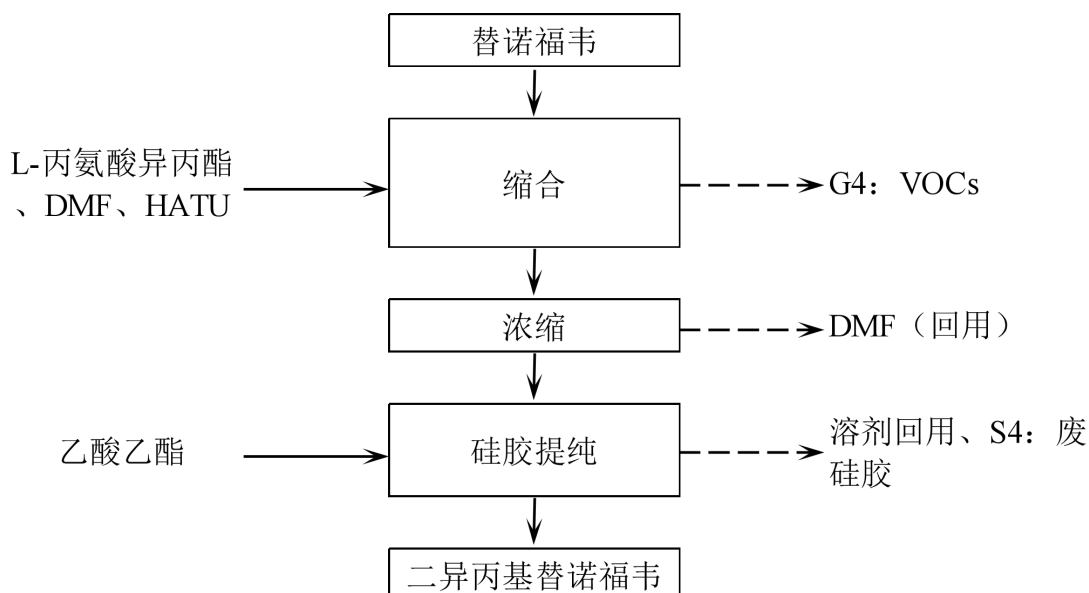 替诺福韦
L-丙氨酸异丙酯
、DMF、HATU
缩合
G4：VOCs
浓缩
DMF（回用）
乙酸乙酯
硅胶提纯
溶剂回用、S4：废
硅胶
二异丙基替诺福韦